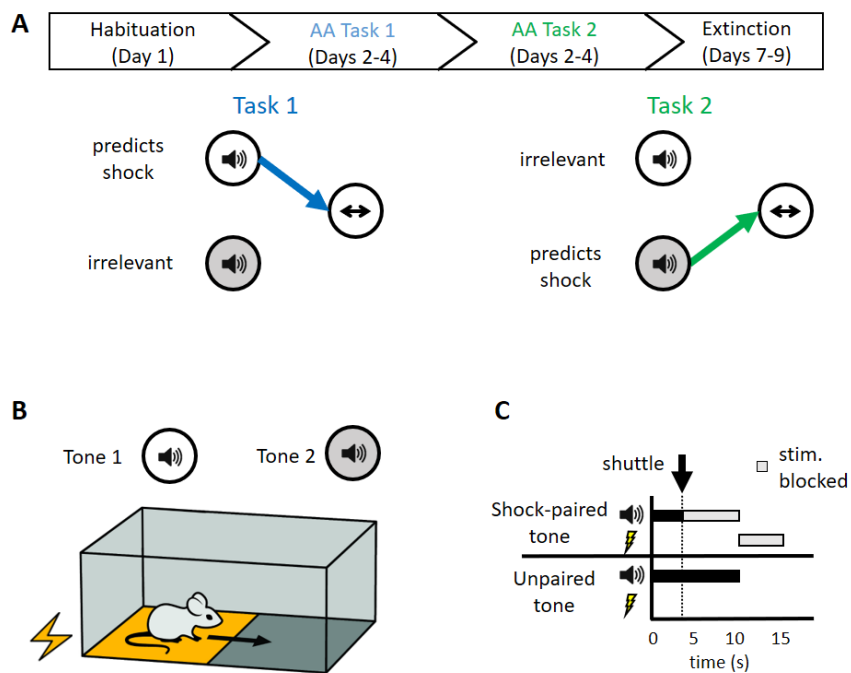 A
Habituation
(Day 1)
AA Task 1
(Days 2-4)
AA Task 2
(Days 2-4)
Extinction
(Days 7-9)
Task 1
Task 2
predicts
shock
irrelevant
irrelevant
predicts
shock
B
Tone 1
Tone 2
C
shuttle
stim.
blocked
Shock-paired
tone
Unpaired
tone
0 5 10 15
time (s)